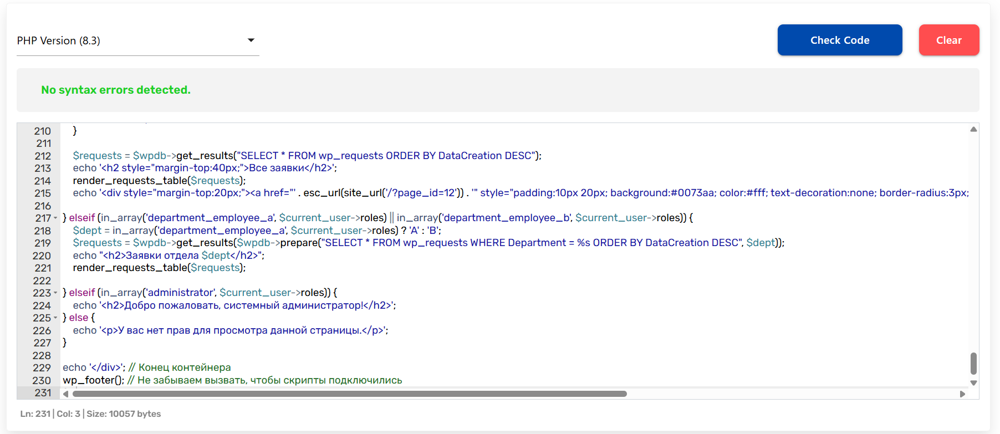 PHP Version (8.3)
Check Code
Clear
No syntax errors detected.
210 }
211
212 $requests = $wpdb->get_results("SELECT * FROM wp_requests ORDER BY DataCreation DESC");
213 echo '<h2 style="margin-top:40px;">Все заявки</h2>';
214 render_requests_table($requests);
215 echo '<div style="margin-top:20px;"><a href="' . esc_url(site_url('/?page_id=12')) . '" style="padding:10px 20px; background:#0073aa; color:#fff; text-decoration:none; border-radius:3px;
216
217 } elseif (in_array('department_employee_a', $current_user->roles) || in_array('department_employee_b', $current_user->roles)) {
218 $dept = in_array('department_employee_a', $current_user->roles) ? 'A' : 'B';
219 $requests = $wpdb->get_results($wpdb->prepare("SELECT * FROM wp_requests WHERE Department = %s ORDER BY DataCreation DESC", $dept));
220 echo "<h2>Заявки отдела $dept</h2>";
221 render_requests_table($requests);
222
223 } elseif (in_array('administrator', $current_user->roles)) {
224 echo '<h2>Добро пожаловать, системный администратор!</h2>';
225 } else {
226 echo '<p>У вас нет прав для просмотра данной страницы.</p>';
227 }
228
229 echo '</div>'; // Конец контейнера
230 wp_footer(); // Не забываем вызвать, чтобы скрипты подключились
231
Ln: 231 | Col: 3 | Size: 10057 bytes